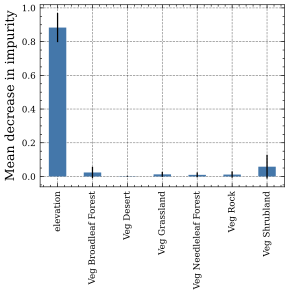 Mean decrease in impurity
1.0
0.8
0.6
0.4
0.2
0.0
elevation
Veg Broadleaf Forest
Veg Desert
Veg Grassland
Veg Needleleaf Forest
Veg Rock
Veg Shrubland